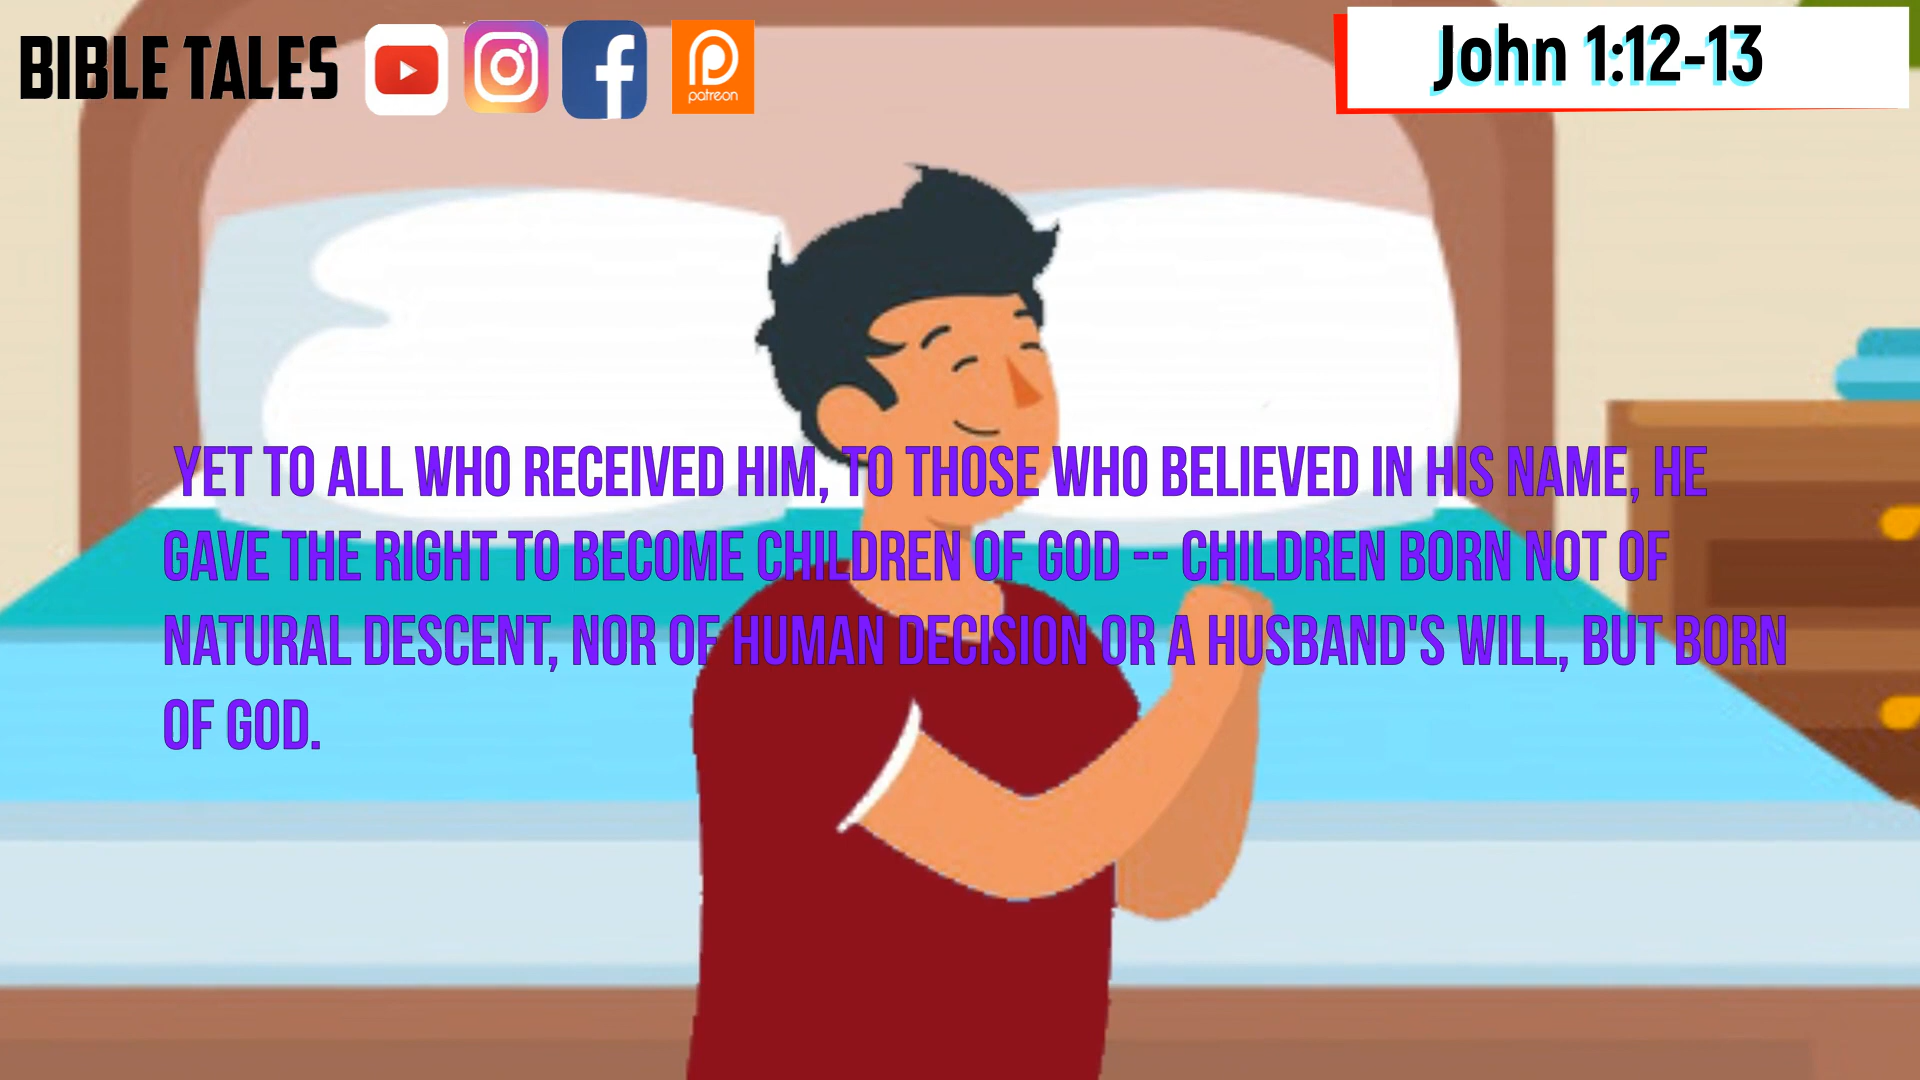 BIBLE TALES
patreon
John 1:12-13
YET TO ALL WHO RECEIVED HIM, TO THOSE WHO BELIEVED IN HIS NAME, HE
GAVE THE RIGHT TO BECOME CHILDREN OF GOD -- CHILDREN BORN NOT OF
NATURAL DESCENT, NOR OF HUMAN DECISION OR A HUSBAND'S WILL, BUT BORN
OF GOD.